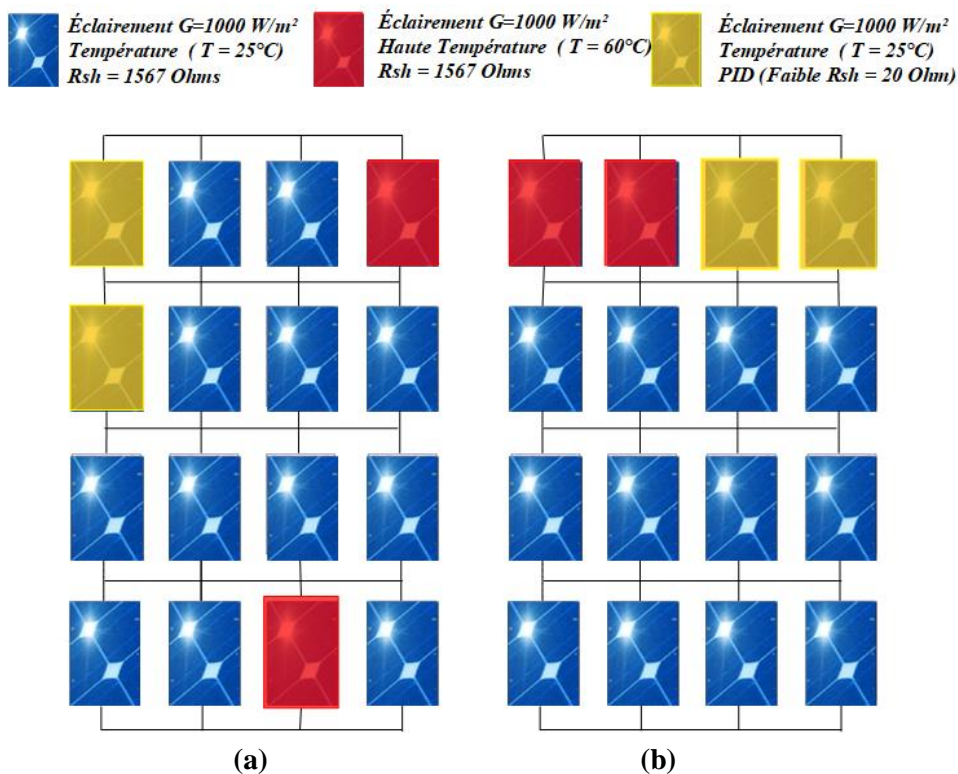 Éclairement G=1000 W/m²
Température ( T = 25°C)
Rsh = 1567 Ohms
Éclairement G=1000 W/m²
Haute Température ( T = 60°C)
Rsh = 1567 Ohms
Éclairement G=1000 W/m²
Température ( T = 25°C)
PID (Faible Rsh = 20 Ohm)
(a)
(b)